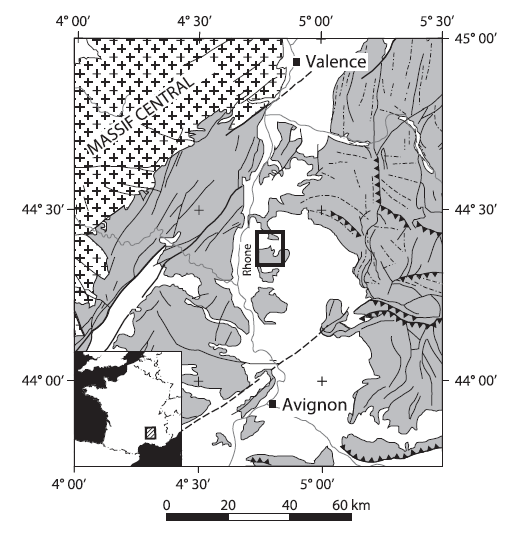 4° 00’ 4° 30’ 5° 00’ 5° 30’
45° 00’
Valence
MASSIF CENTRAL
44° 30’ 44° 30’
Rhone
44° 00’ 44° 00’
Avignon
4° 00’ 4° 30’ 5° 00’
0 20 40 60 km